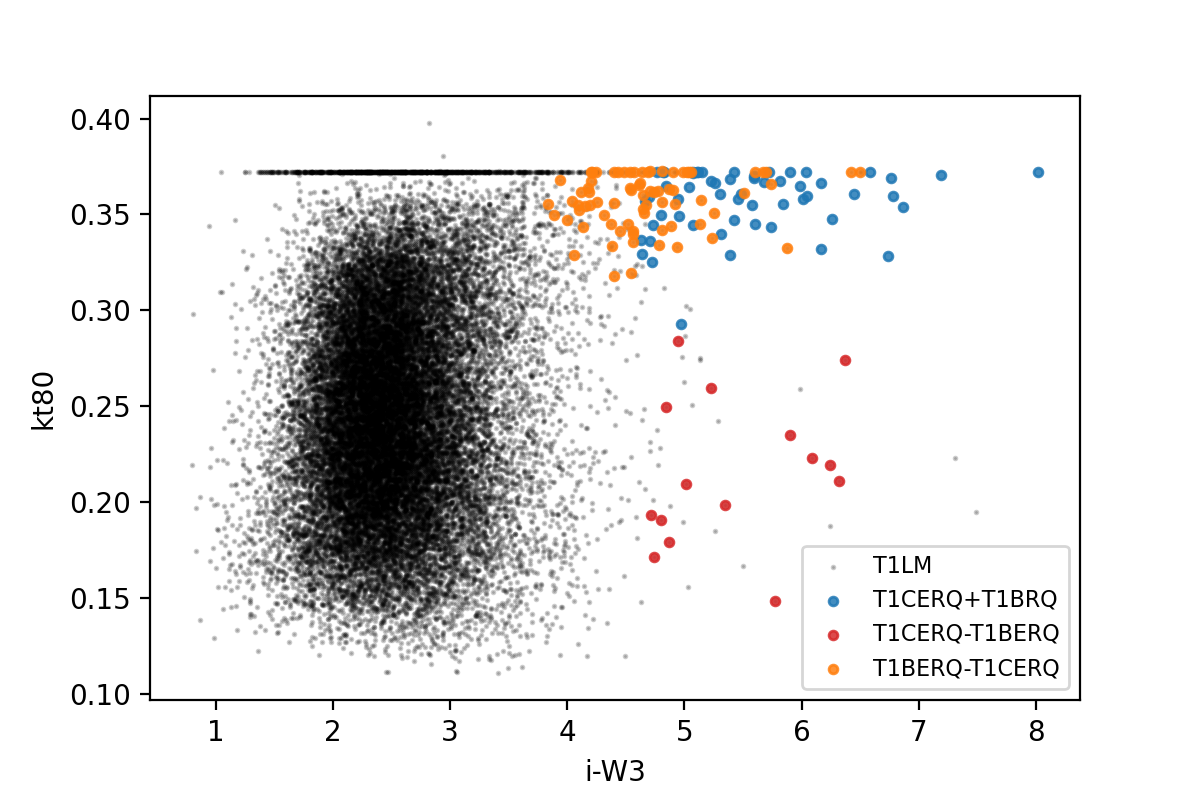 0.40
0.35
0.30
0.25
0.20
0.15
0.10
kt80
1 2 3 4 5 6 7 8
i-W3
T1LM
T1CERQ+T1BRQ
T1CERQ-T1BERQ
T1BERQ-T1CERQ